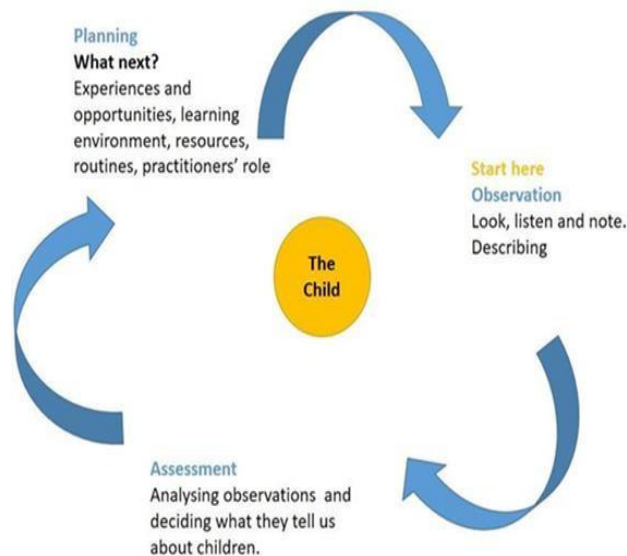 Planning
What next?
Experiences and
opportunities, learning
environment, resources,
routines, practitioners' role
Start here
Observation
Look, listen and note.
Describing
The
Child
Assessment
Analysing observations and
deciding what they tell us
about children.